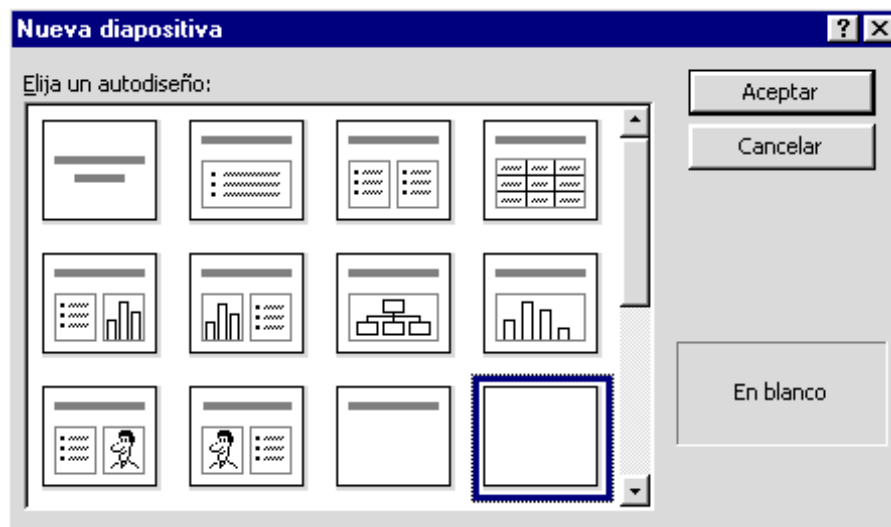 Nueva diapositiva
Elija un autodiseño:
Aceptar
Cancelar
En blanco